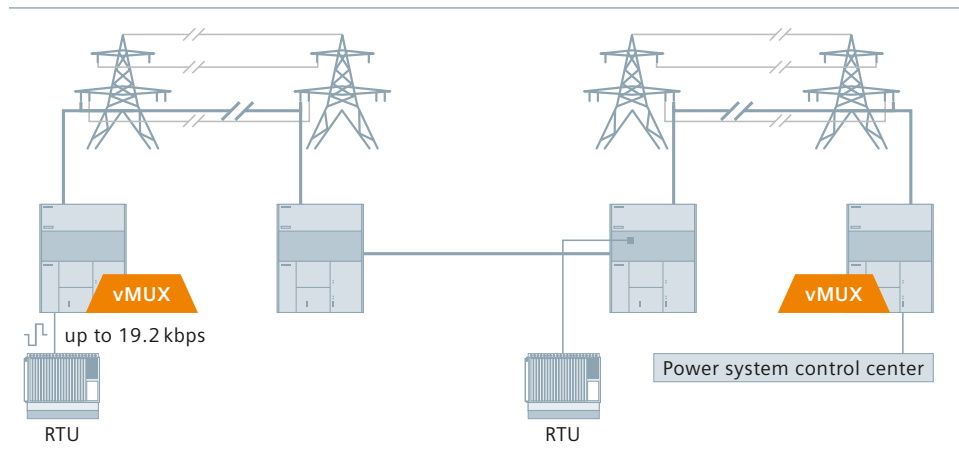 vMUX
vMUX
up to 19.2 kbps
Power system control center
RTU
RTU